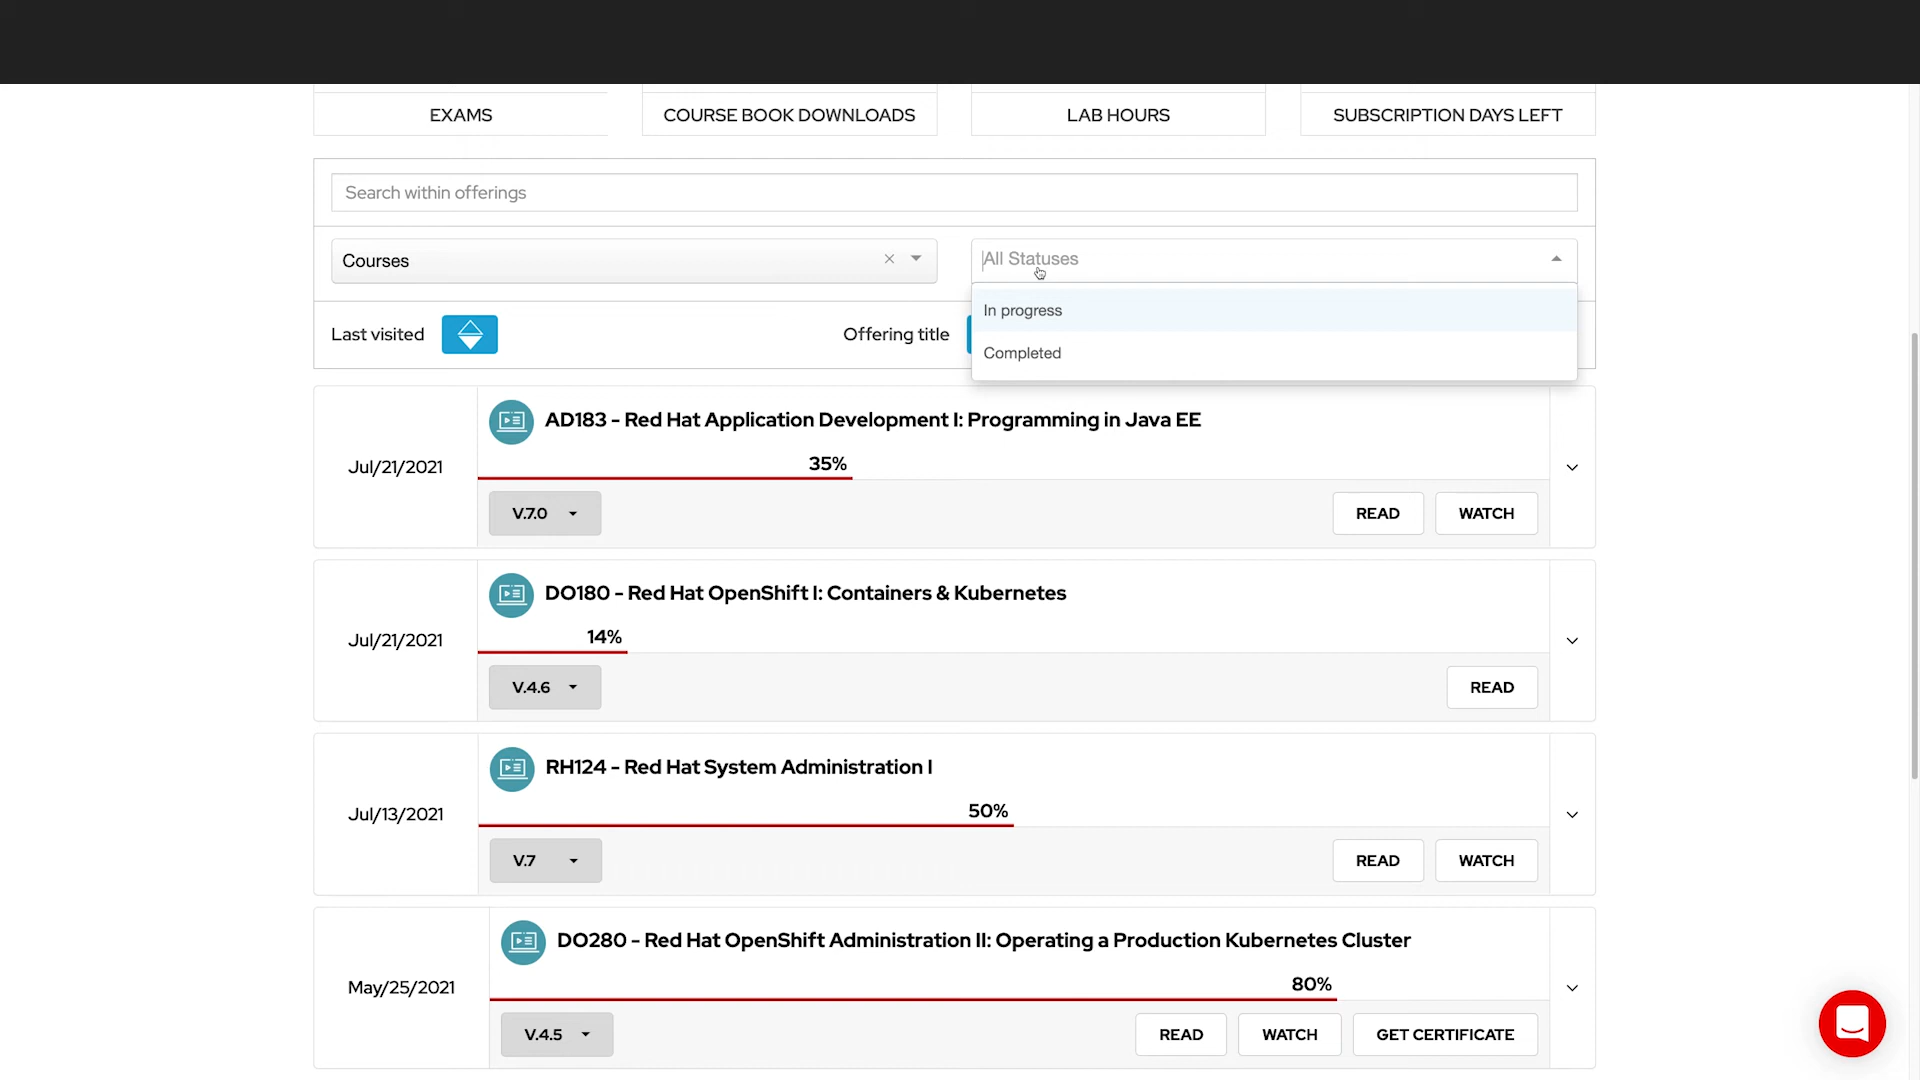 EXAMS
COURSE BOOK DOWNLOADS
LAB HOURS
SUBSCRIPTION DAYS LEFT
Search within offerings
Courses
All Statuses
In progress
Completed
Last visited
Offering title
AD183 - Red Hat Application Development I: Programming in Java EE
Jul/21/2021
35%
V.7.0
READ
WATCH
DO180 - Red Hat OpenShift I: Containers & Kubernetes
Jul/21/2021
14%
V.4.6
READ
RH124 - Red Hat System Administration I
Jul/13/2021
50%
V.7
READ
WATCH
DO280 - Red Hat OpenShift Administration II: Operating a Production Kubernetes Cluster
May/25/2021
80%
V.4.5
READ
WATCH
GET CERTIFICATE